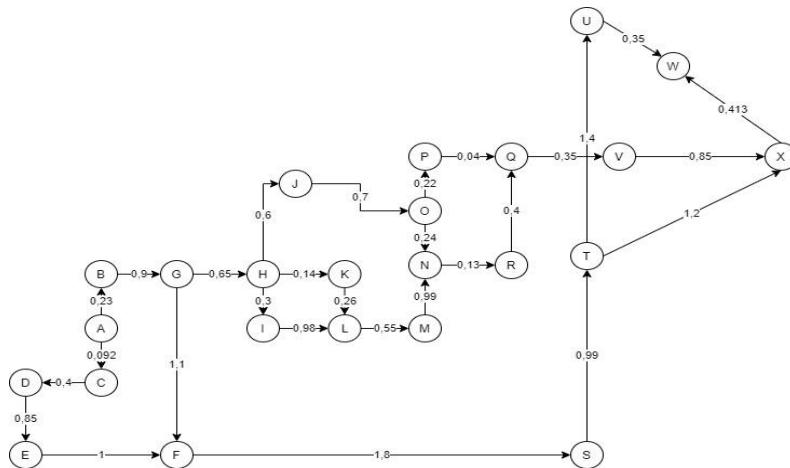 U
0,35
W
0,413
P
0,04
Q
0,35
V
0,85
X
1,4
J
0,7
0,22
0,6
O
1,2
0,24
0,4
B
0,9
G
0,65
H
0,14
K
N
0,13
R
T
0,23
0,3
0,26
0,99
A
I
0,98
L
0,55
M
0,092
1,1
0,99
D
0,4
C
0,85
E
1
F
1,8
S